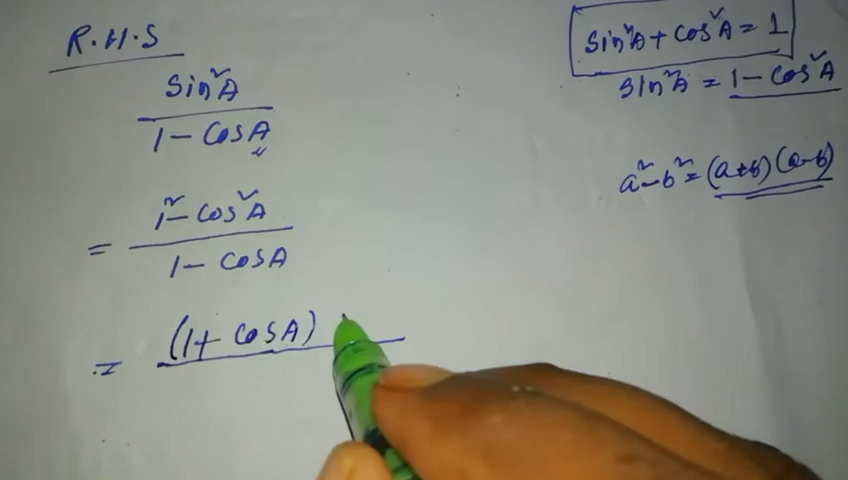 R.H.S
sin²A
1 - cosA
= 1² - cos²A
1 - cosA
= (1 + cosA)
sin²A + cos²A = 1
sin²A = 1 - cos²A
a² - b² = (a+b)(a-b)